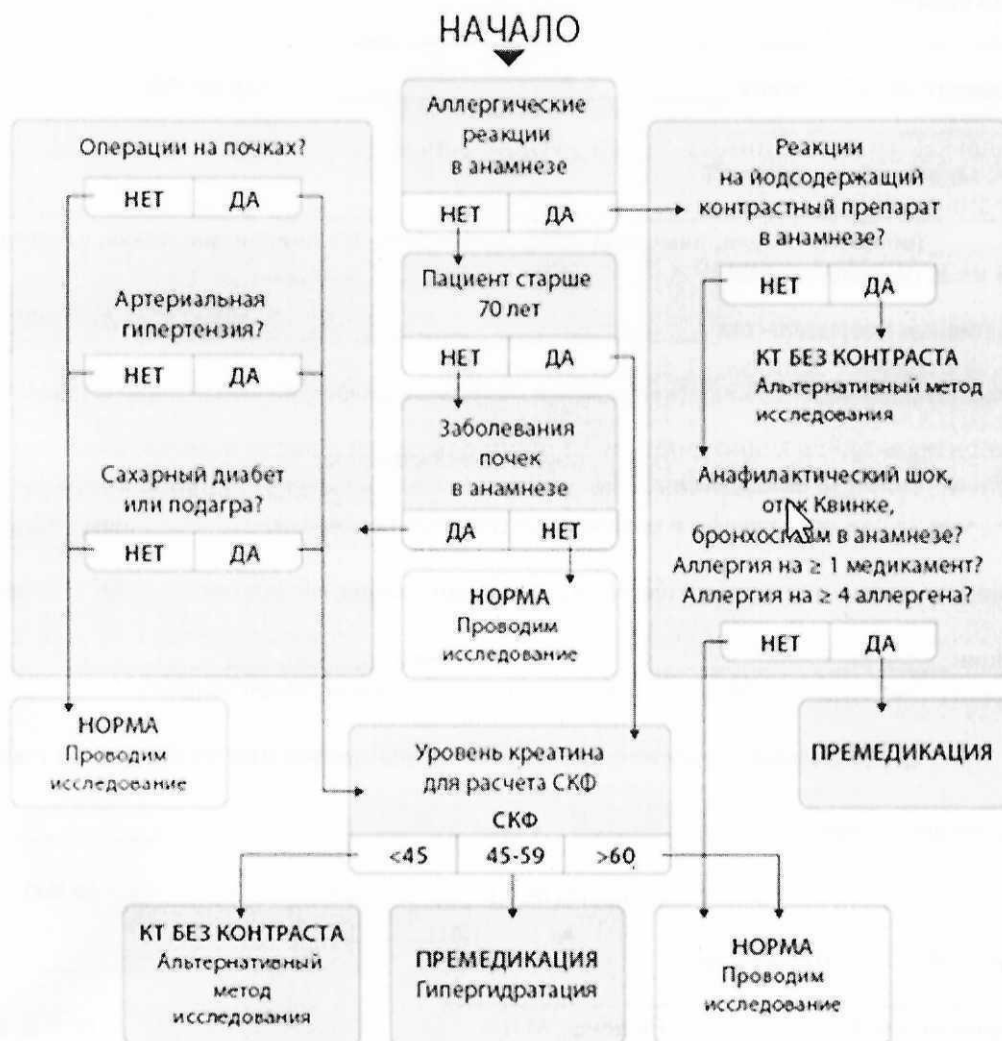 НАЧАЛО
Аллергические
реакции
в анамнезе
НЕТ ДА
Пациент старше
70 лет
НЕТ ДА
Заболевания
почек
в анамнезе
ДА НЕТ
НОРМА
Проводим
исследование
Операции на почках?
НЕТ ДА
Артериальная
гипертензия?
НЕТ ДА
Сахарный диабет
или подагра?
НЕТ ДА
НОРМА
Проводим
исследование
Реакции
на йодсодержащий
контрастный препарат
в анамнезе?
НЕТ ДА
КТ БЕЗ КОНТРАСТА
Альтернативный метод
исследования
Анафилактический шок,
отек Квинке,
бронхоспазм в анамнезе?
Аллергия на ≥ 1 медикамент?
Аллергия на ≥ 4 аллергена?
НЕТ ДА
ПРЕМЕДИКАЦИЯ
Уровень креатина
для расчета СКФ
СКФ
<45 45-59 >60
КТ БЕЗ КОНТРАСТА
Альтернативный
метод
исследования
ПРЕМЕДИКАЦИЯ
Гипергидратация
НОРМА
Проводим
исследование